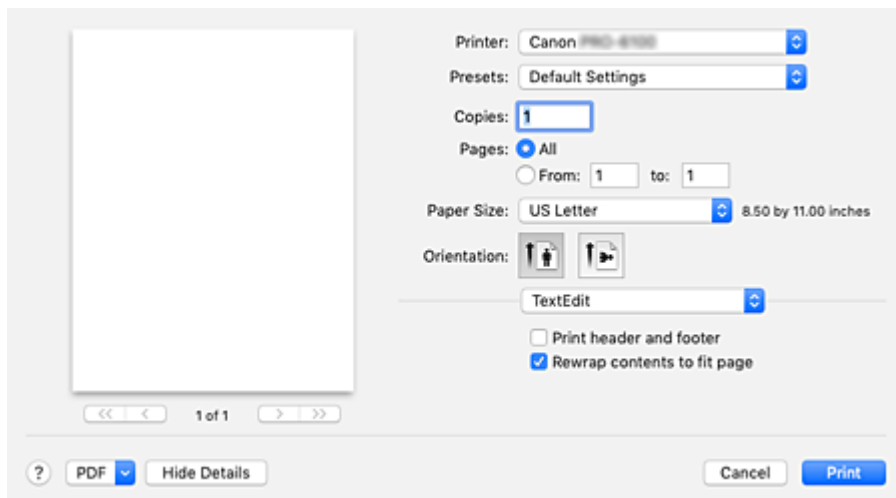 Printer: Canon
Presets: Default Settings
Copies: 1
Pages: All
From: 1 to: 1
Paper Size: US Letter 8.50 by 11.00 inches
Orientation:
TextEdit
Print header and footer
Rewrap contents to fit page
<< < 1 of 1 > >>
? PDF Hide Details Cancel Print